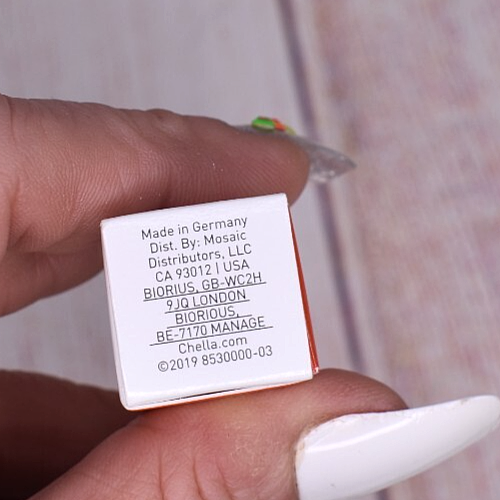 Made in Germany
Dist. By: Mosaic
Distributors, LLC
CA 93012 | USA
BIORIUS, GB-WC2H
9JQ LONDON
BIORIOUS,
BE-7170 MANAGE
Chella.com
©2019 8530000-03